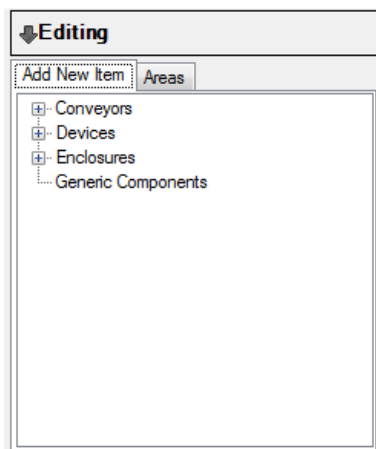 Editing
Add New Item Areas
Conveyors
Devices
Enclosures
Generic Components